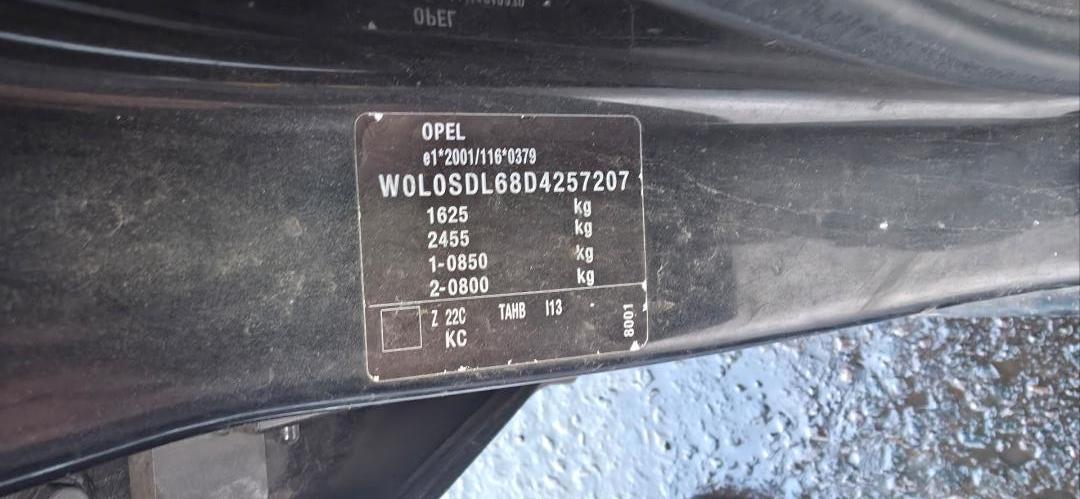 OPEL
OPEL
e1*2001/116*0379
W0L0SDL68D4257207
1625 kg
2455 kg
1-0850 kg
2-0800 kg
Z 22C TAHB I13
KC
8001